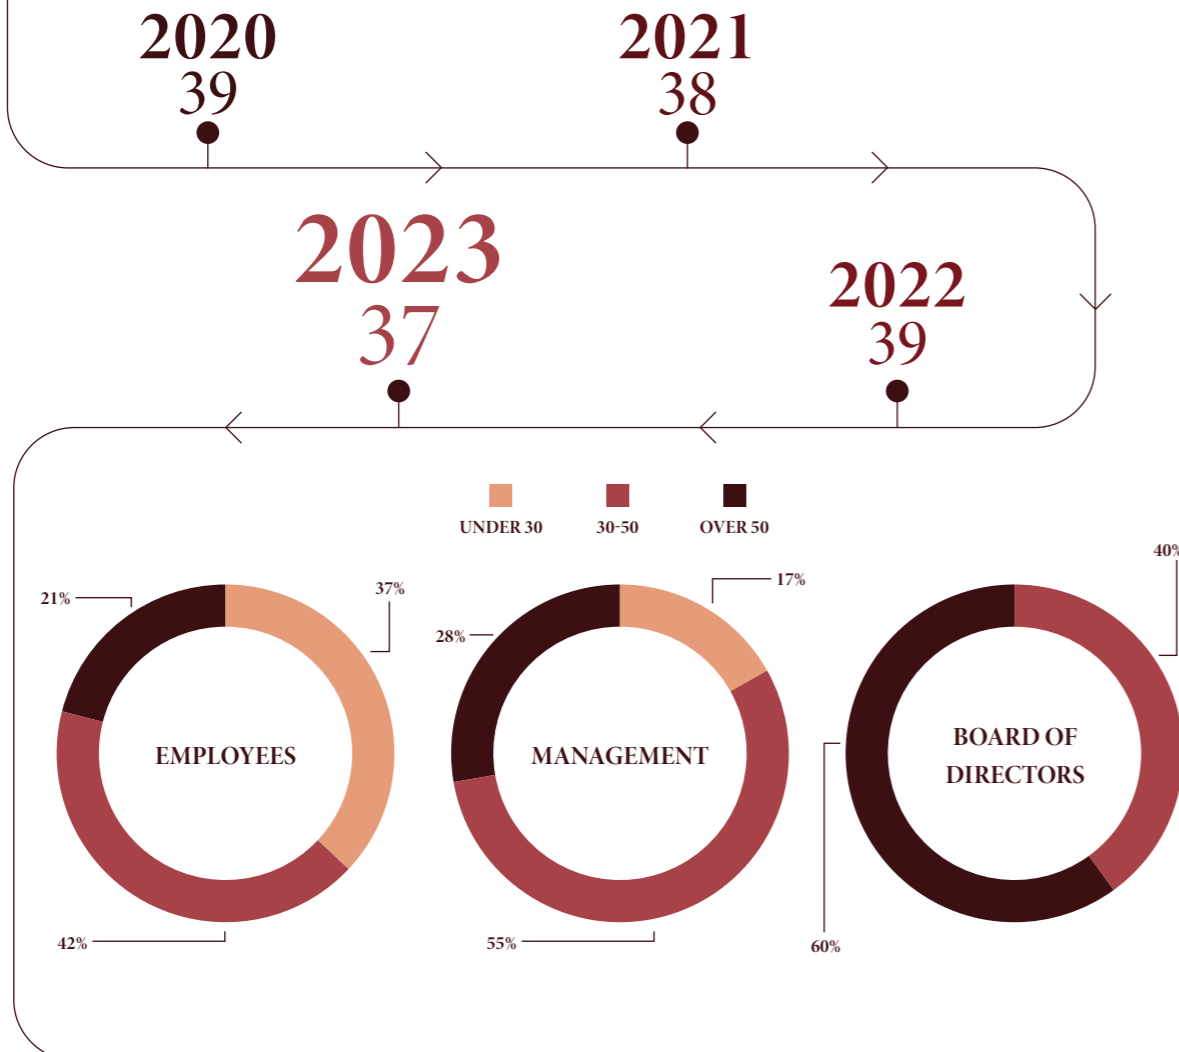 2020
39
2021
38
2023
37
2022
39
UNDER 30
30-50
OVER 50
21%
37%
EMPLOYEES
42%
17%
28%
MANAGEMENT
55%
40%
BOARD OF
DIRECTORS
60%